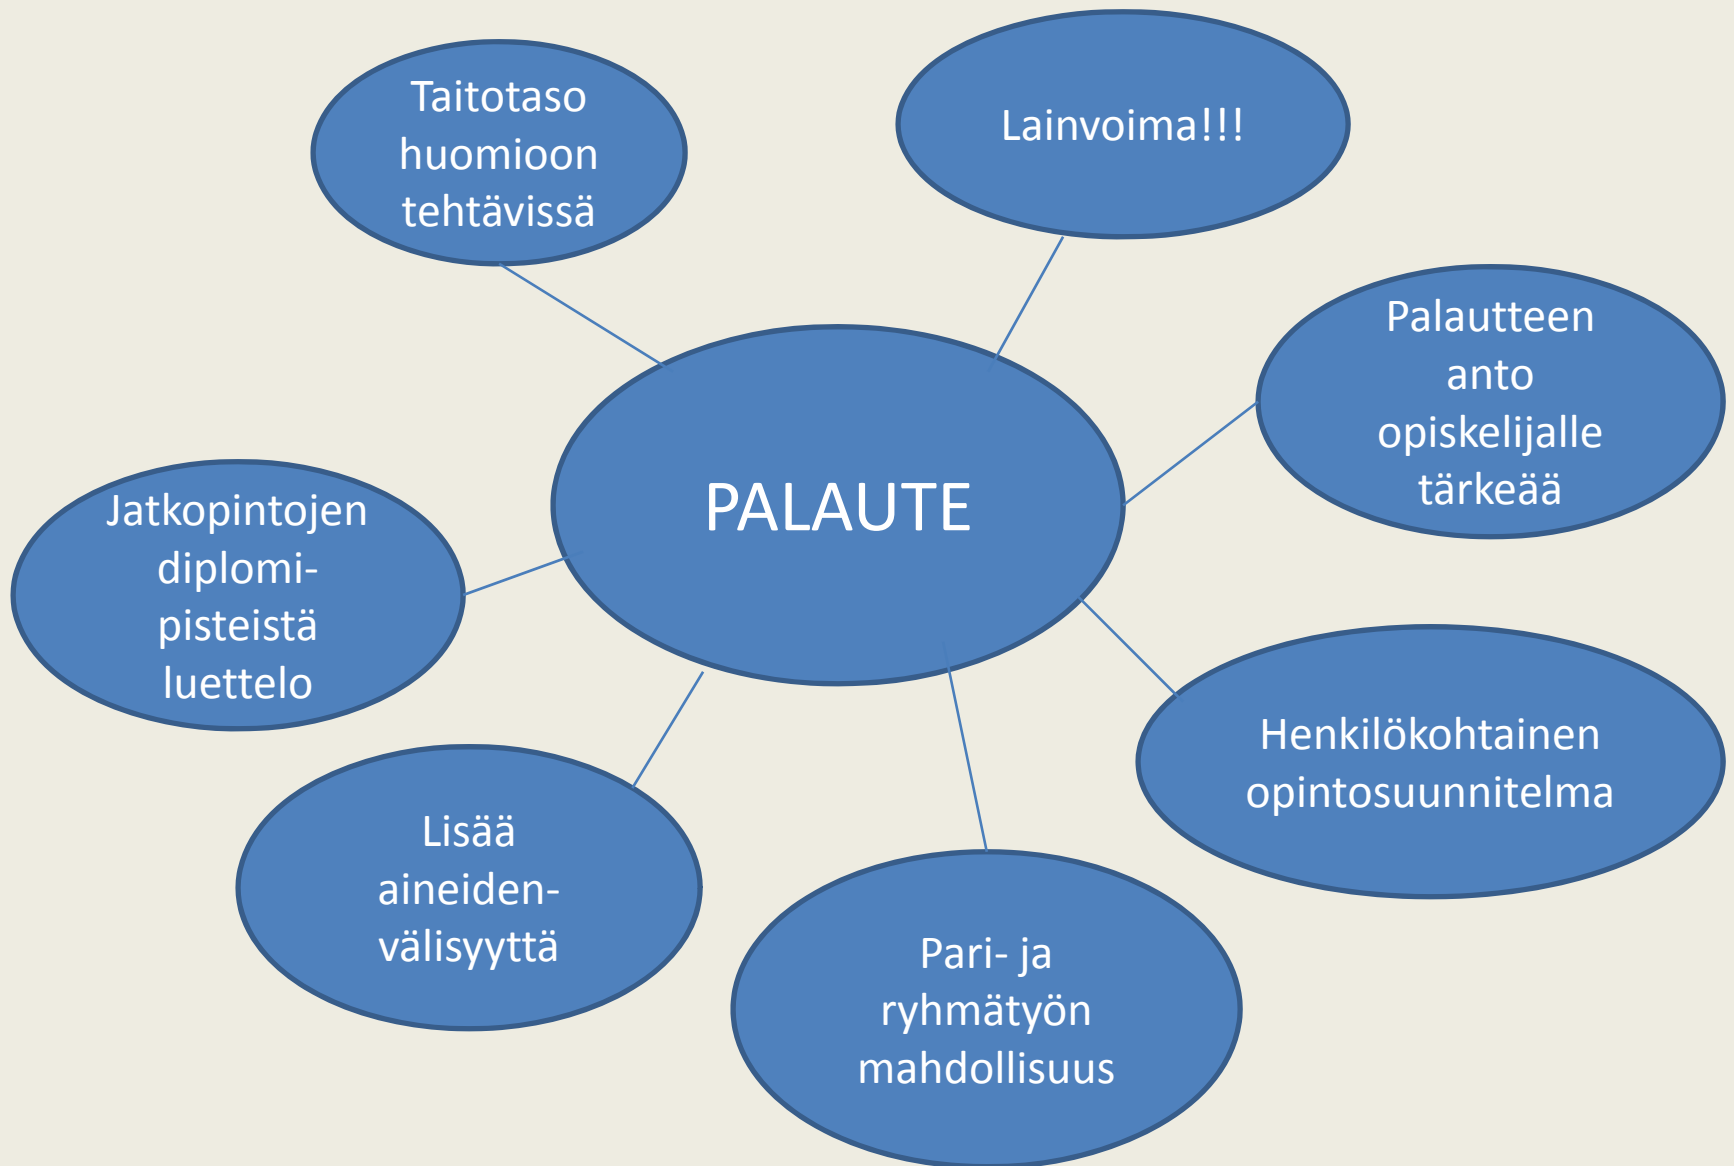 Taitotaso
huomioon
tehtävissä
Lainvoima!!!
Palautteen
anto
opiskelijalle
tärkeää
PALAUTE
Jatkopintojen
diplomi-
pisteistä
luettelo
Henkilökohtainen
opintosuunnitelma
Lisää
aineiden-
välisyyttä
Pari- ja
ryhmätyön
mahdollisuus